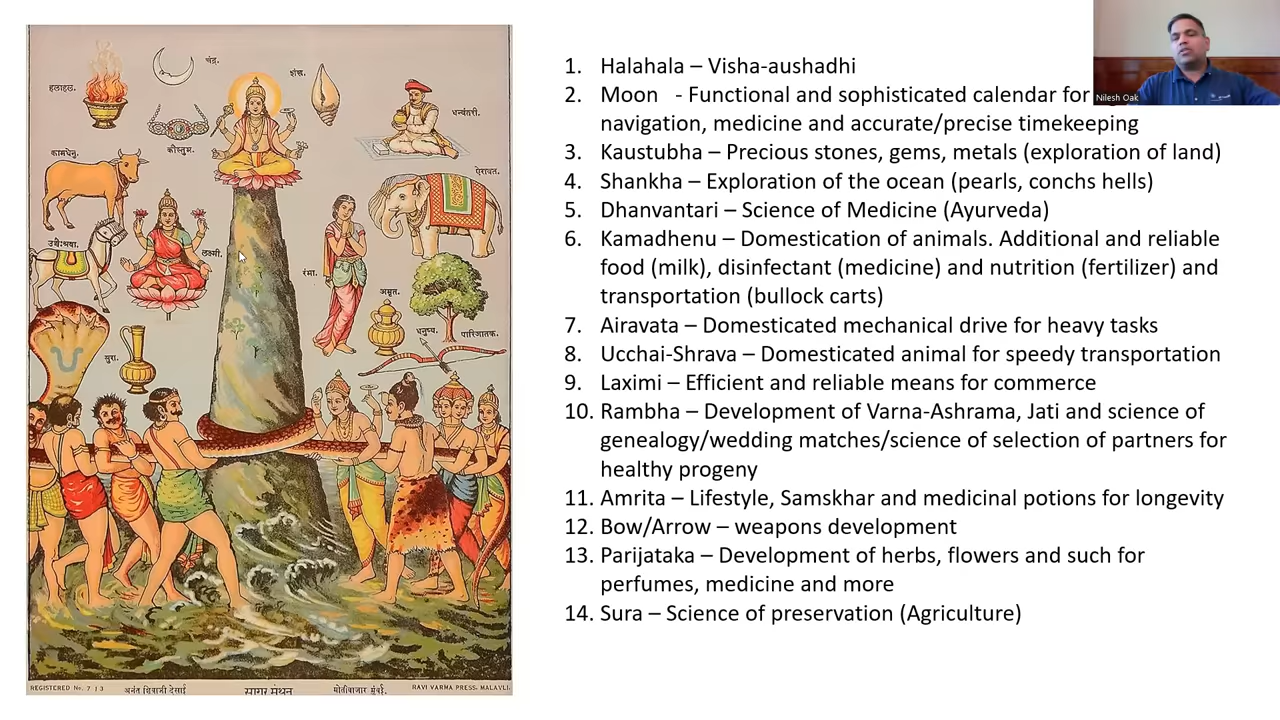 हलाहल.
चंद्र.
शंख.
धन्वंतरी.
कौस्तुभ.
कामधेनु.
ऐरावत.
उच्चैःश्रवा.
लक्ष्मी.
रंभा.
अमृत.
धनुष्य.
पारिजातक.
सुरा.
REGISTERED No. 7 1 3
अनंत शिवाजी देसाई
सागर मंथन
मोतीबाजार मुंबई.
RAVI VARMA PRESS. MALAVLI.
1. Halahala – Visha-aushadhi
2. Moon - Functional and sophisticated calendar for
navigation, medicine and accurate/precise timekeeping
3. Kaustubha – Precious stones, gems, metals (exploration of land)
4. Shankha – Exploration of the ocean (pearls, conchs hells)
5. Dhanvantari – Science of Medicine (Ayurveda)
6. Kamadhenu – Domestication of animals. Additional and reliable
food (milk), disinfectant (medicine) and nutrition (fertilizer) and
transportation (bullock carts)
7. Airavata – Domesticated mechanical drive for heavy tasks
8. Ucchai-Shrava – Domesticated animal for speedy transportation
9. Laximi – Efficient and reliable means for commerce
10. Rambha – Development of Varna-Ashrama, Jati and science of
genealogy/wedding matches/science of selection of partners for
healthy progeny
11. Amrita – Lifestyle, Samskhar and medicinal potions for longevity
12. Bow/Arrow – weapons development
13. Parijataka – Development of herbs, flowers and such for
perfumes, medicine and more
14. Sura – Science of preservation (Agriculture)
Nilesh Oak